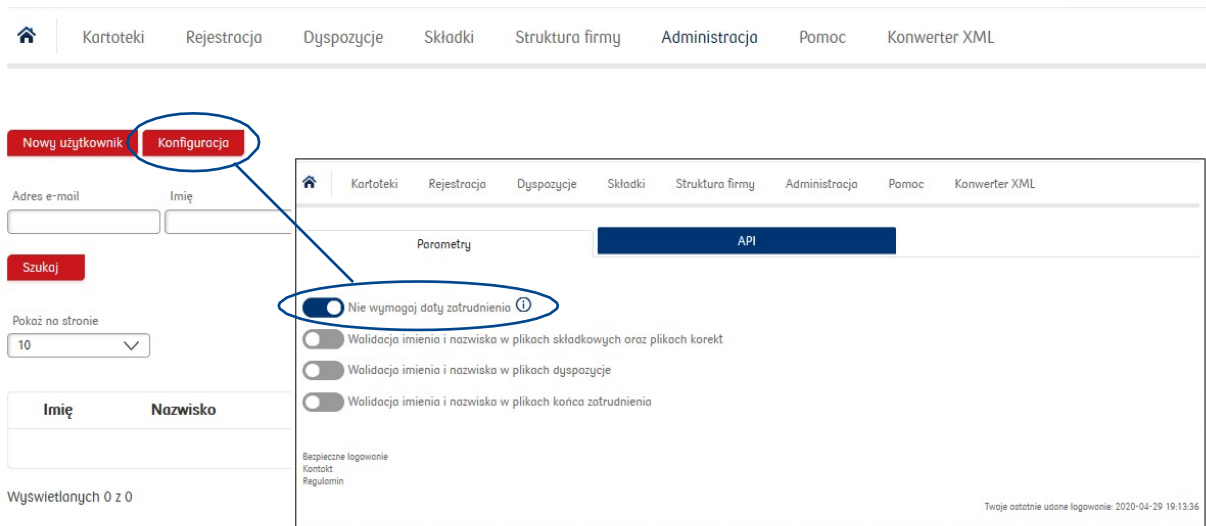 Kartoteki Rejestracja Dyspozycje Składki Struktura firmy Administracja Pomoc Konwerter XML
Nowy użytkownik Konfiguracja
Adres e-mail Imię
Szukaj
Pokaż na stronie
10
Imię Nazwisko
Wyświetlanych 0 z 0
Kartoteki Rejestracja Dyspozycje Składki Struktura firmy Administracja Pomoc Konwerter XML
Parametry API
Nie wymagaj daty zatrudnienia
Walidacja imienia i nazwiska w plikach składkowych oraz plikach korekt
Walidacja imienia i nazwiska w plikach dyspozycje
Walidacja imienia i nazwiska w plikach końca zatrudnienia
Bezpieczne logowanie
Kontakt
Regulamin
Twoje ostatnie udane logowanie: 2020-04-29 19:13:36